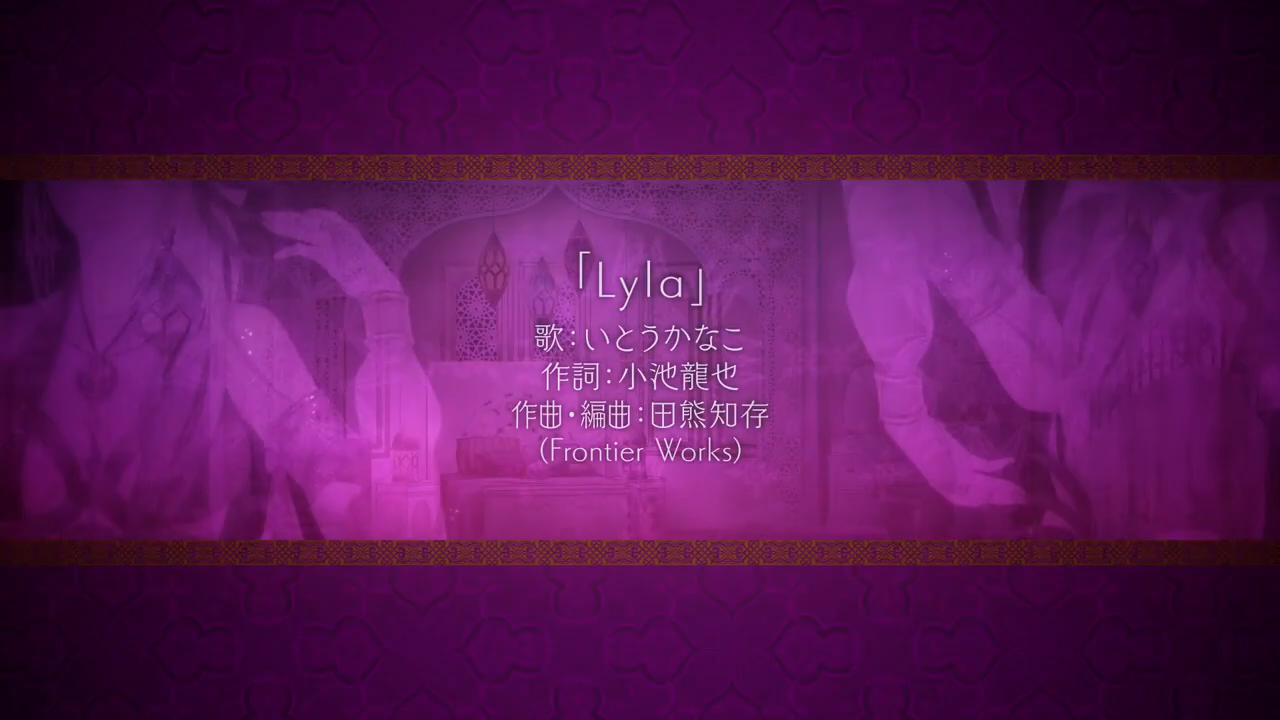 「Lyla」
歌：いとうかなこ
作詞：小池龍也
作曲・編曲：田熊知存
(Frontier Works)